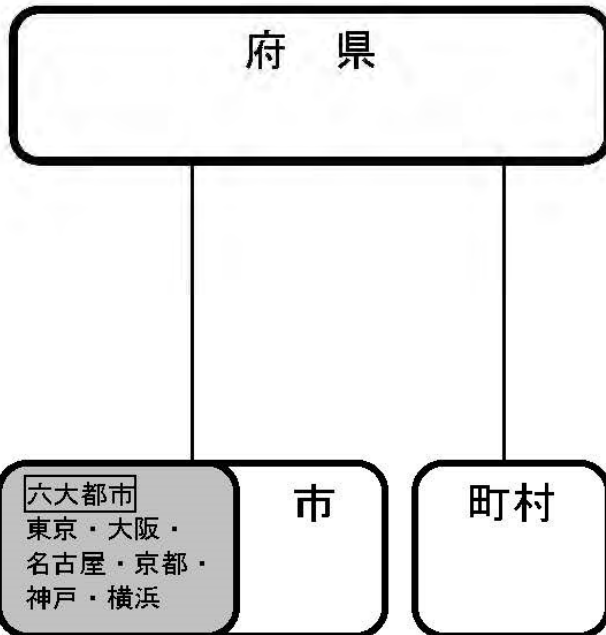 府 県
六大都市
東京・大阪・
名古屋・京都・
神戸・横浜
市
町村